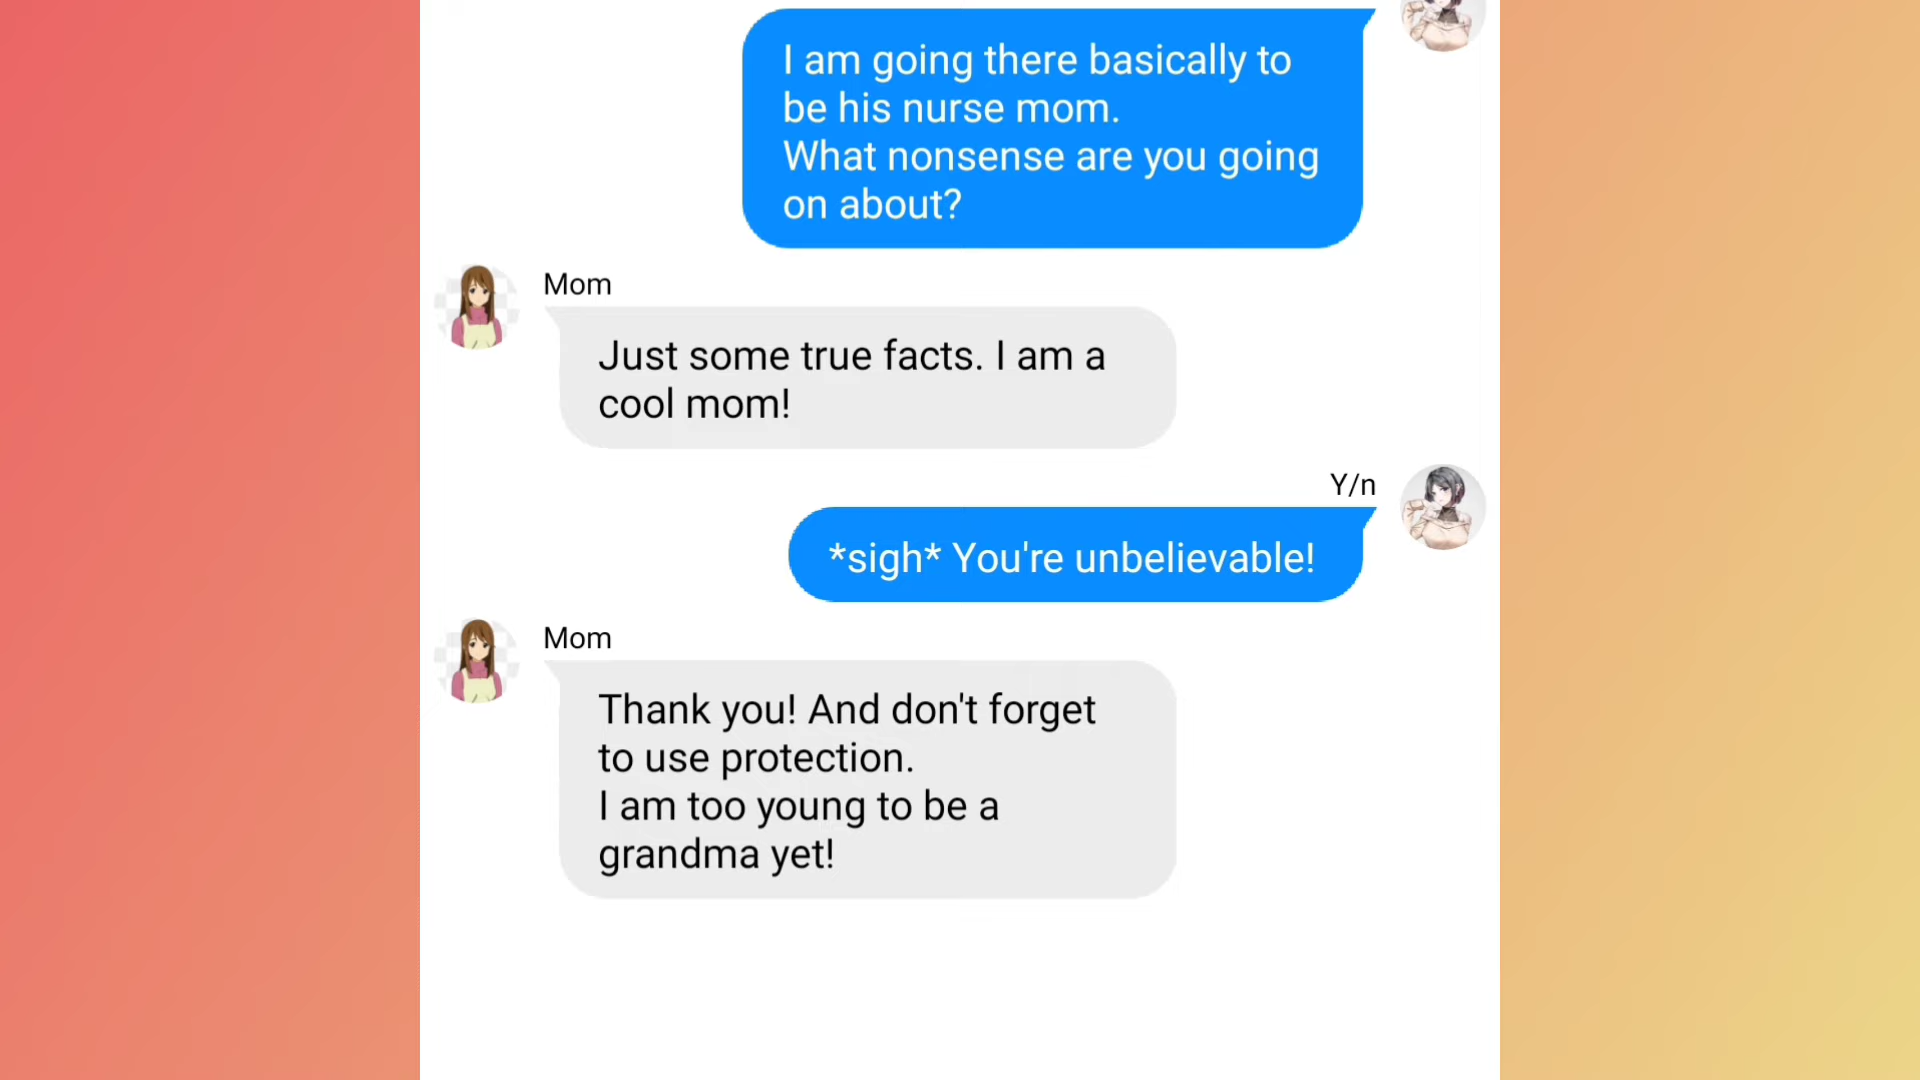 I am going there basically to
be his nurse mom.
What nonsense are you going
on about?
Mom
Just some true facts. I am a
cool mom!
Y/n
*sigh* You're unbelievable!
Mom
Thank you! And don't forget
to use protection.
I am too young to be a
grandma yet!